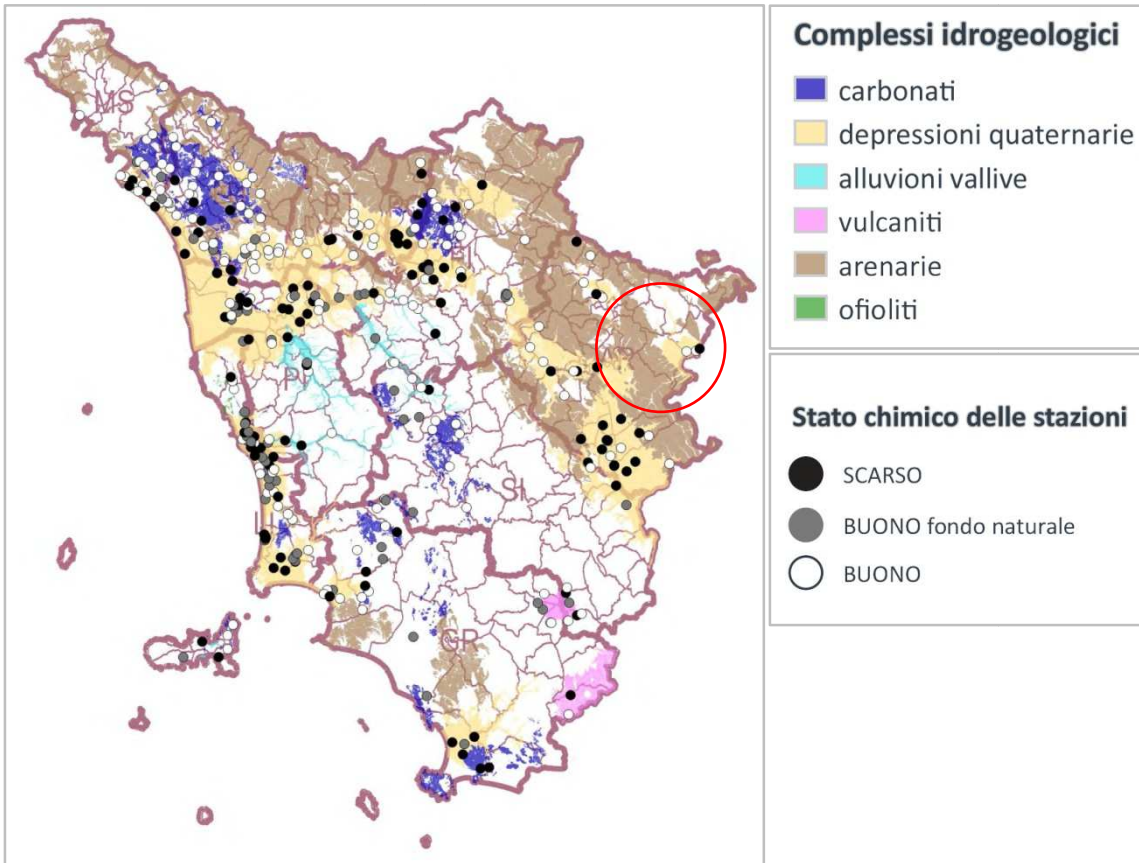 Complessi idrogeologici
carbonati
depressioni quaternarie
alluvioni vallive
vulcaniti
arenarie
ofioliti
Stato chimico delle stazioni
SCARSO
BUONO fondo naturale
BUONO
MS
PI
SI
GR